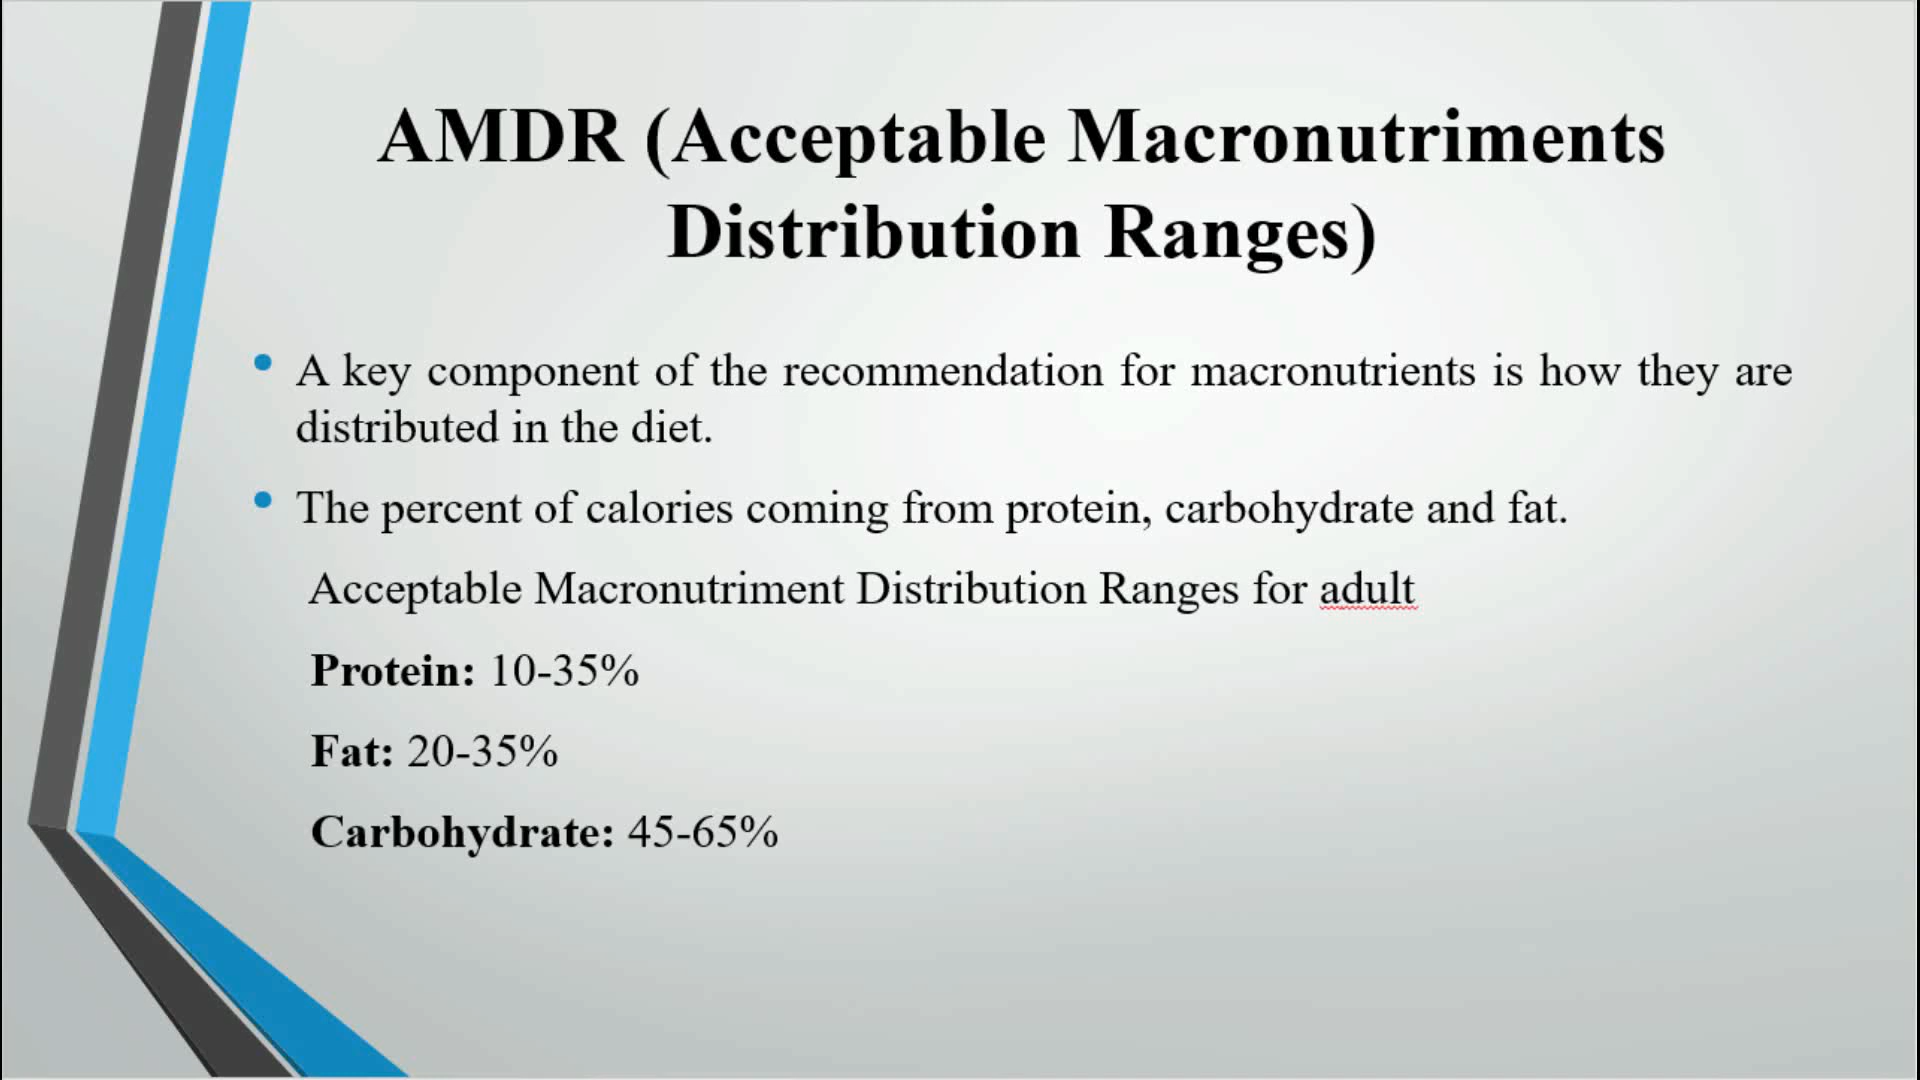 AMDR (Acceptable Macronutriments
Distribution Ranges)
• A key component of the recommendation for macronutrients is how they are
distributed in the diet.
• The percent of calories coming from protein, carbohydrate and fat.
Acceptable Macronutriment Distribution Ranges for adult
Protein: 10-35%
Fat: 20-35%
Carbohydrate: 45-65%